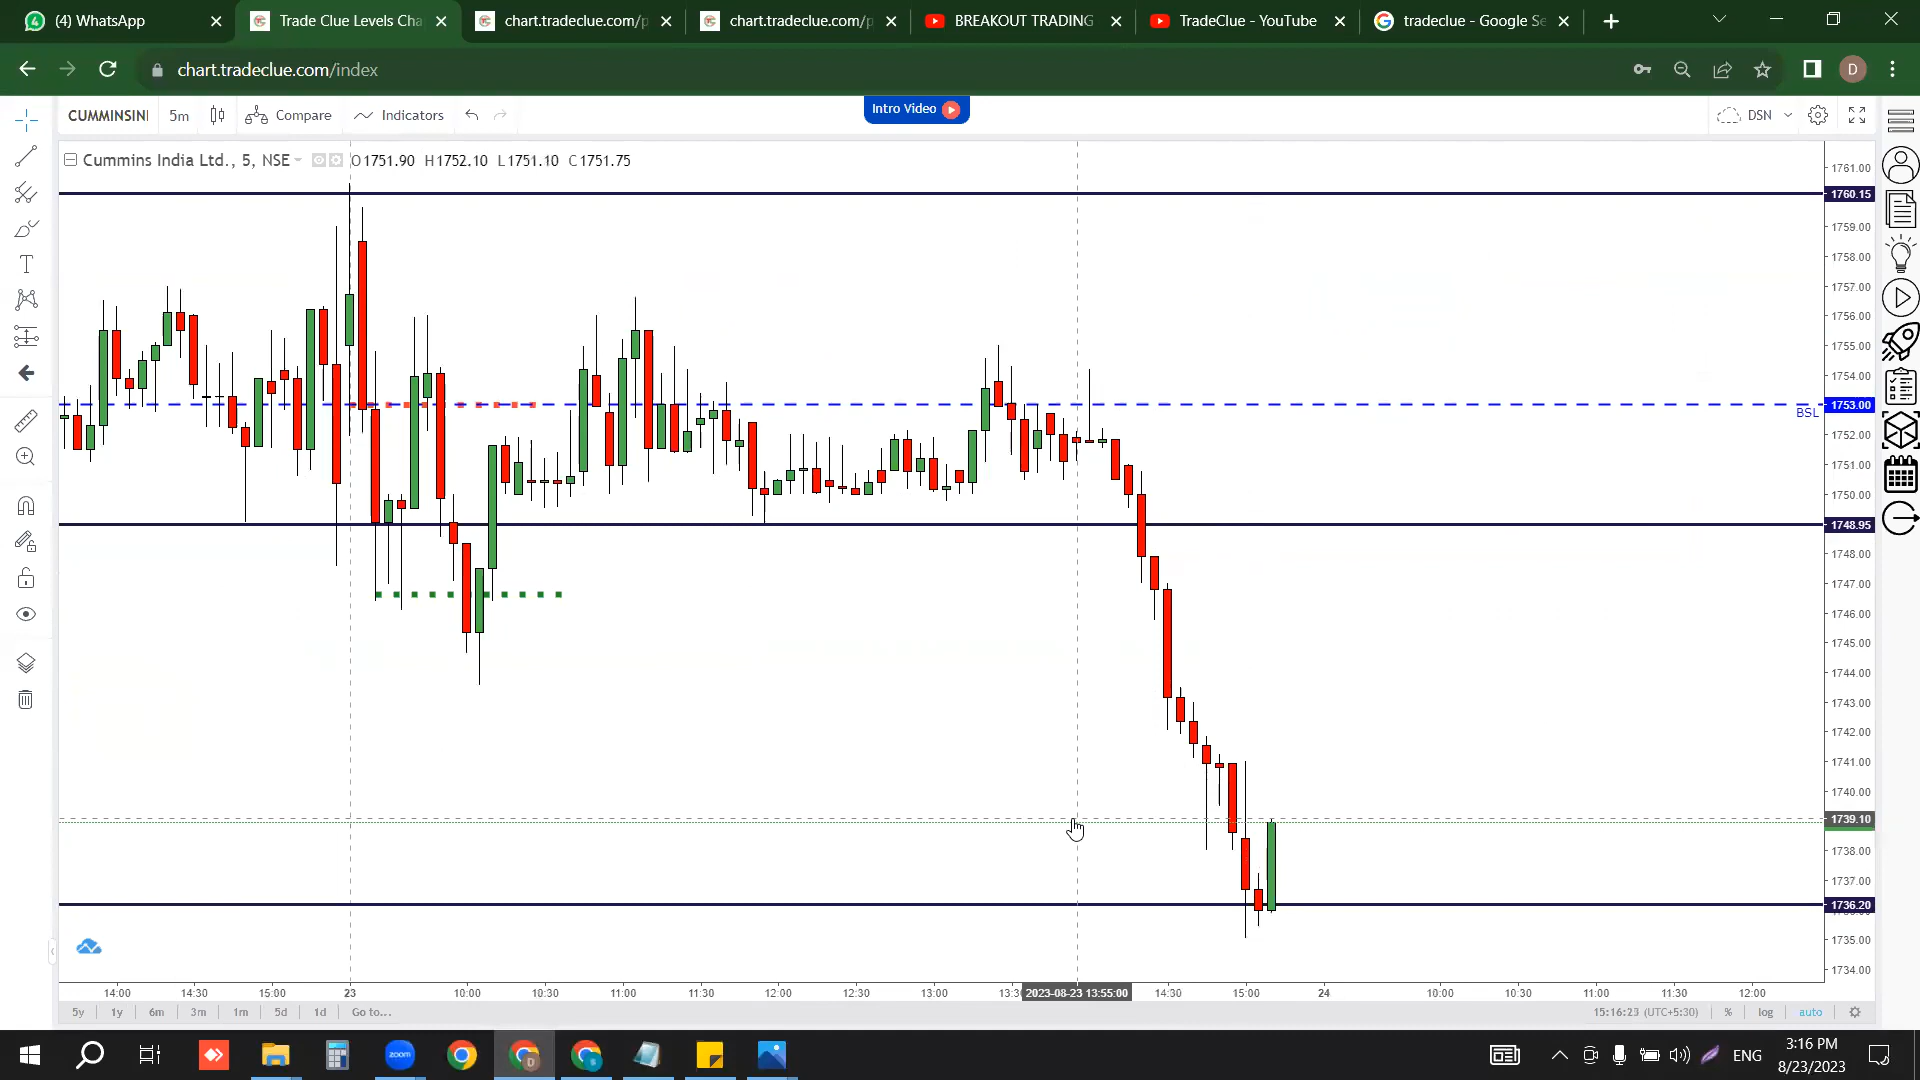 (4) WhatsApp
Trade Clue Levels Cha
chart.tradeclue.com/p
chart.tradeclue.com/p
BREAKOUT TRADING
TradeClue - YouTube
tradeclue - Google Se
chart.tradeclue.com/index
D
CUMMINSINI
5m
Compare
Indicators
Intro Video
DSN
Cummins India Ltd., 5, NSE
O1751.90 H1752.10 L1751.10 C1751.75
1761.00
1760.15
1759.00
1758.00
1757.00
1756.00
1755.00
1754.00
1753.00
BSL
1752.00
1751.00
1750.00
1748.95
1748.00
1747.00
1746.00
1745.00
1744.00
1743.00
1742.00
1741.00
1740.00
1739.10
1738.00
1737.00
1736.20
1735.00
1734.00
14:00 14:30 15:00 23 10:00 10:30 11:00 11:30 12:00 12:30 13:00 13:30 2023-08-23 13:55:00 14:30 15:00 24 10:00 10:30 11:00 11:30 12:00
5y 1y 6m 3m 1m 5d 1d Go to...
15:16:23 (UTC+5:30) % log auto
zoom
ENG
3:16 PM
8/23/2023